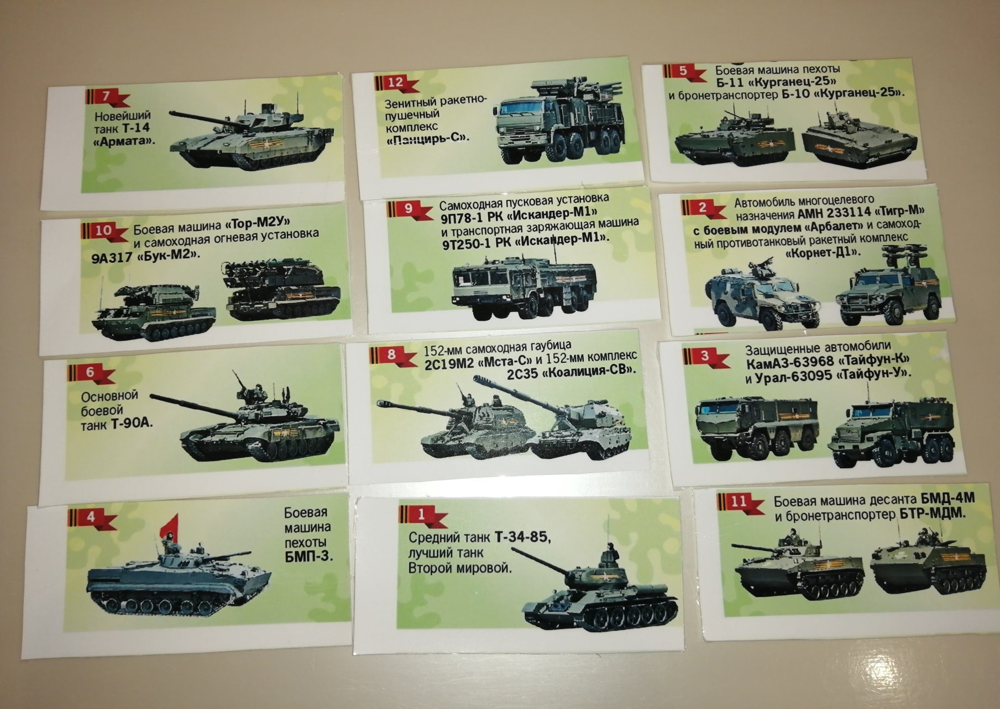 7
Новейший
танк Т-14
«Армата».
12
Зенитный ракетно-
пушечный
комплекс
«Панцирь-С».
5
Боевая машина пехоты
Б-11 «Курганец-25»
и бронетранспортер Б-10 «Курганец-25».
10
Боевая машина «Тор-М2У»
и самоходная огневая установка
9А317 «Бук-М2».
9
Самоходная пусковая установка
9П78-1 РК «Искандер-М1»
и транспортная заряжающая машина
9Т250-1 РК «Искандер-М1».
2
Автомобиль многоцелевого
назначения АМН 233114 «Тигр-М»
с боевым модулем «Арбалет» и самоход-
ный противотанковый ракетный комплекс
«Корнет-Д1».
6
Основной
боевой
танк Т-90А.
8
152-мм самоходная гаубица
2С19М2 «Мста-С» и 152-мм комплекс
2С35 «Коалиция-СВ».
3
Защищенные автомобили
КамАЗ-63968 «Тайфун-К»
и Урал-63095 «Тайфун-У».
4
Боевая
машина
пехоты
БМП-3.
1
Средний танк Т-34-85,
лучший танк
Второй мировой.
11
Боевая машина десанта БМД-4М
и бронетранспортер БТР-МДМ.